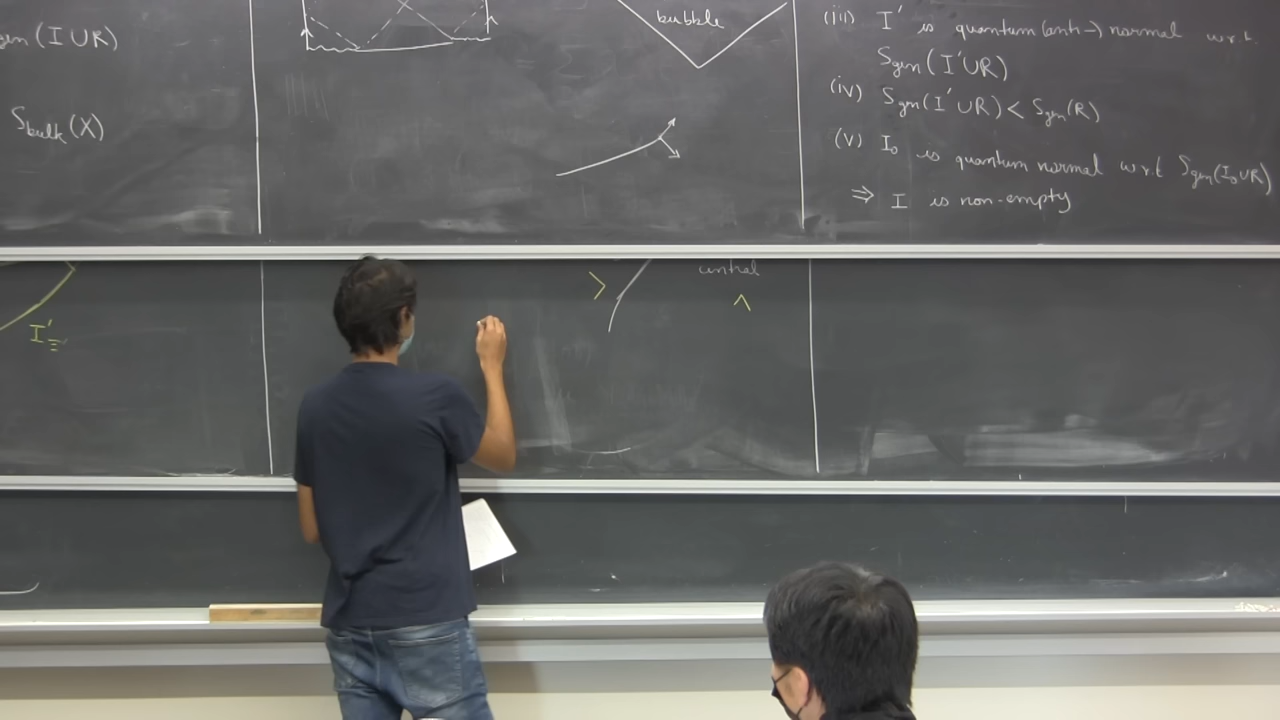 S_gen(I∪R)
S_bulk(X)
bubble
(iii) I' is quantum (anti-)normal w.r.t.
S_gen(I'∪R)
(iv) S_gen(I'∪R) < S_gen(R)
(v) I_0 is quantum normal w.r.t S_gen(I_0∪R)
⇒ I is non-empty
I'
> central
^